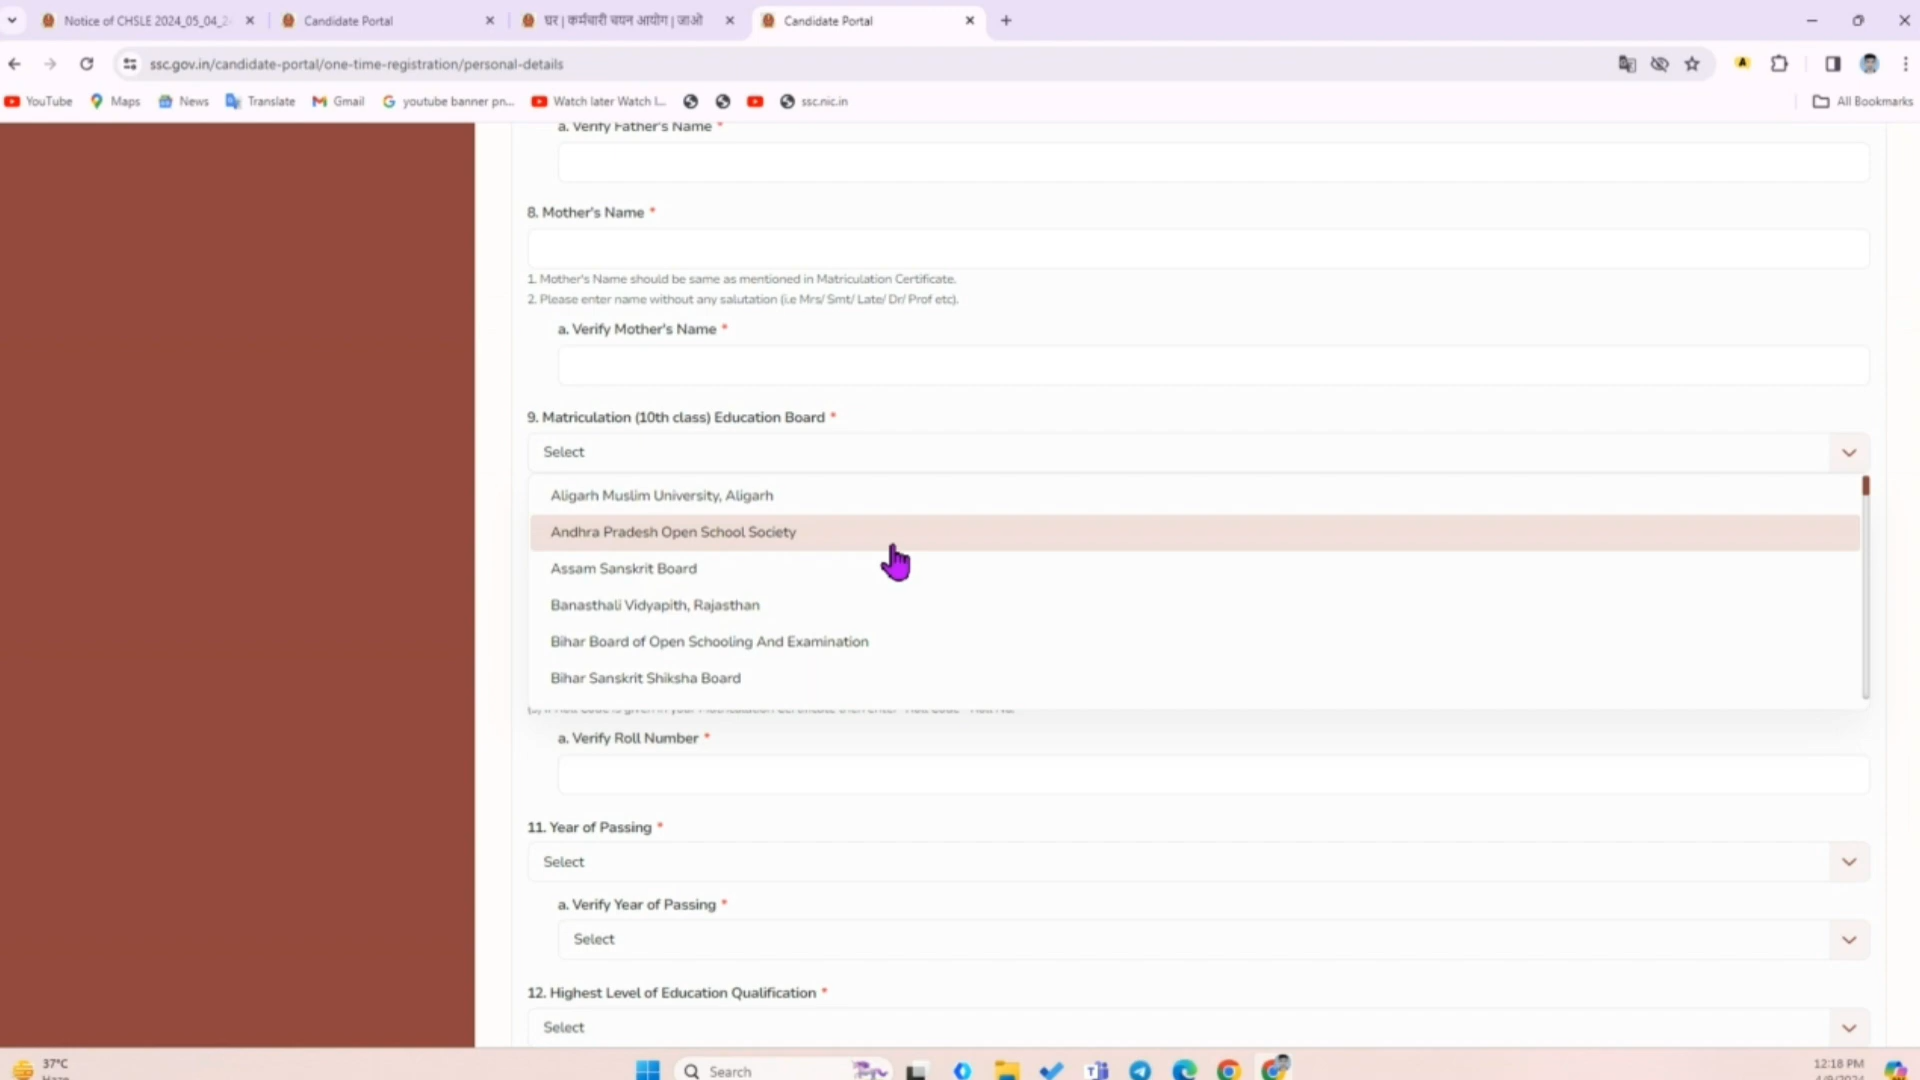 Notice of CHSLE 2024_05_04_2
Candidate Portal
घर | कर्मचारी चयन आयोग | जाओ
Candidate Portal
ssc.gov.in/candidate-portal/one-time-registration/personal-details
YouTube
Maps
News
Translate
Gmail
youtube banner pn...
Watch later Watch l...
ssc.nic.in
All Bookmarks
a. Verify Father's Name *
8. Mother's Name *
1. Mother's Name should be same as mentioned in Matriculation Certificate.
2. Please enter name without any salutation (i.e Mrs/ Smt/ Late/ Dr/ Prof etc).
a. Verify Mother's Name *
9. Matriculation (10th class) Education Board *
Select
Aligarh Muslim University, Aligarh
Andhra Pradesh Open School Society
Assam Sanskrit Board
Banasthali Vidyapith, Rajasthan
Bihar Board of Open Schooling And Examination
Bihar Sanskrit Shiksha Board
a. Verify Roll Number *
11. Year of Passing *
Select
a. Verify Year of Passing *
Select
12. Highest Level of Education Qualification *
Select
37°C
Haze
Search
12:18 PM